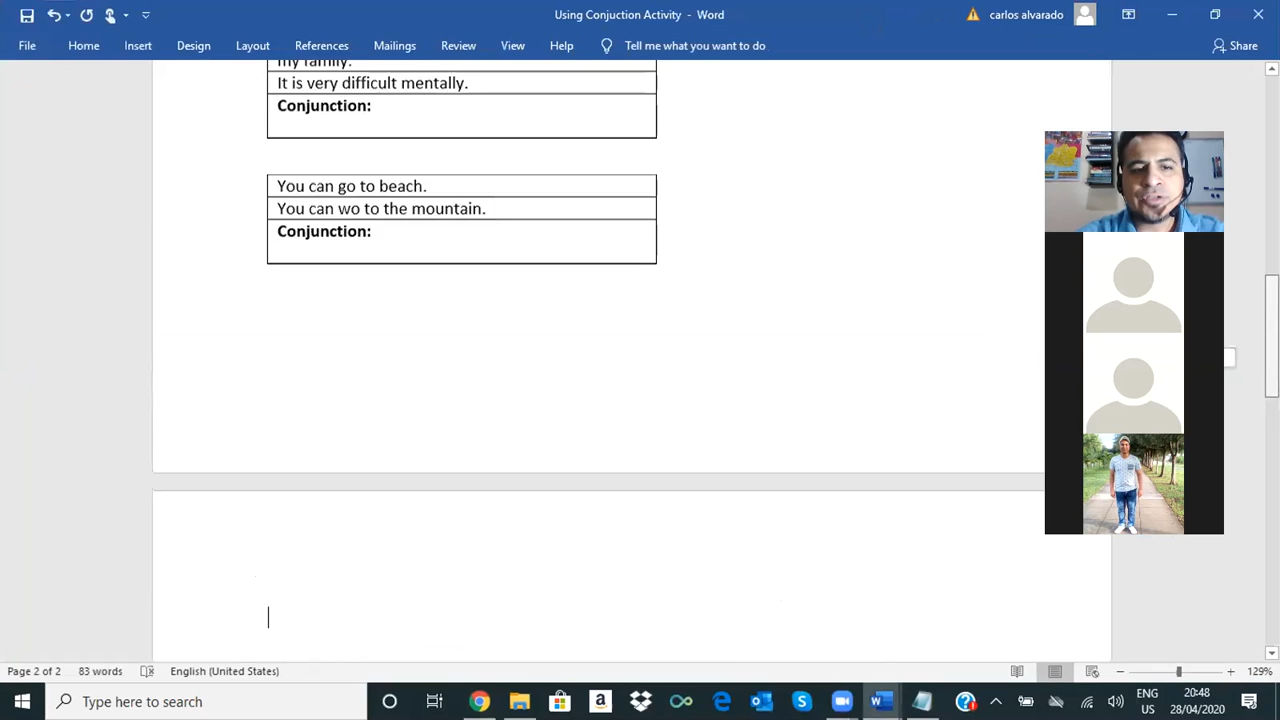 Using Conjuction Activity - Word
carlos alvarado
File Home Insert Design Layout References Mailings Review View Help Tell me what you want to do Share
my family.
It is very difficult mentally.
Conjunction:
You can go to beach.
You can wo to the mountain.
Conjunction:
Page 2 of 2 83 words English (United States) 129%
Type here to search
ENG 20:48
US 28/04/2020